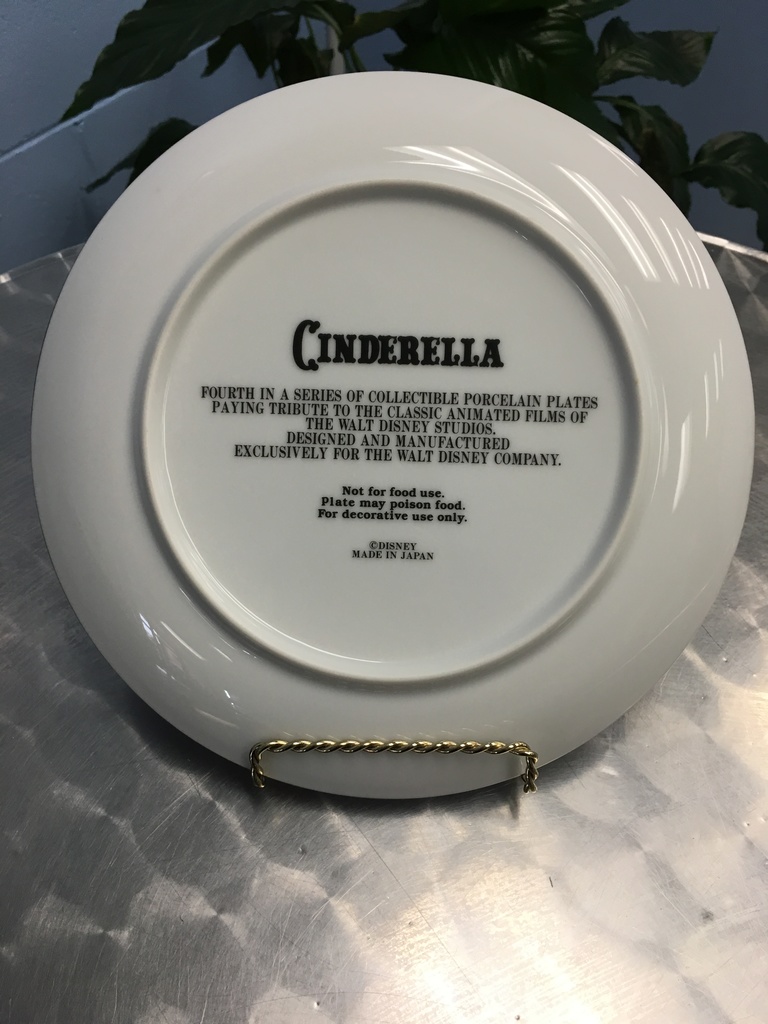 CINDERELLA
FOURTH IN A SERIES OF COLLECTIBLE PORCELAIN PLATES
PAYING TRIBUTE TO THE CLASSIC ANIMATED FILMS OF
THE WALT DISNEY STUDIOS.
DESIGNED AND MANUFACTURED
EXCLUSIVELY FOR THE WALT DISNEY COMPANY.
Not for food use.
Plate may poison food.
For decorative use only.
©DISNEY
MADE IN JAPAN